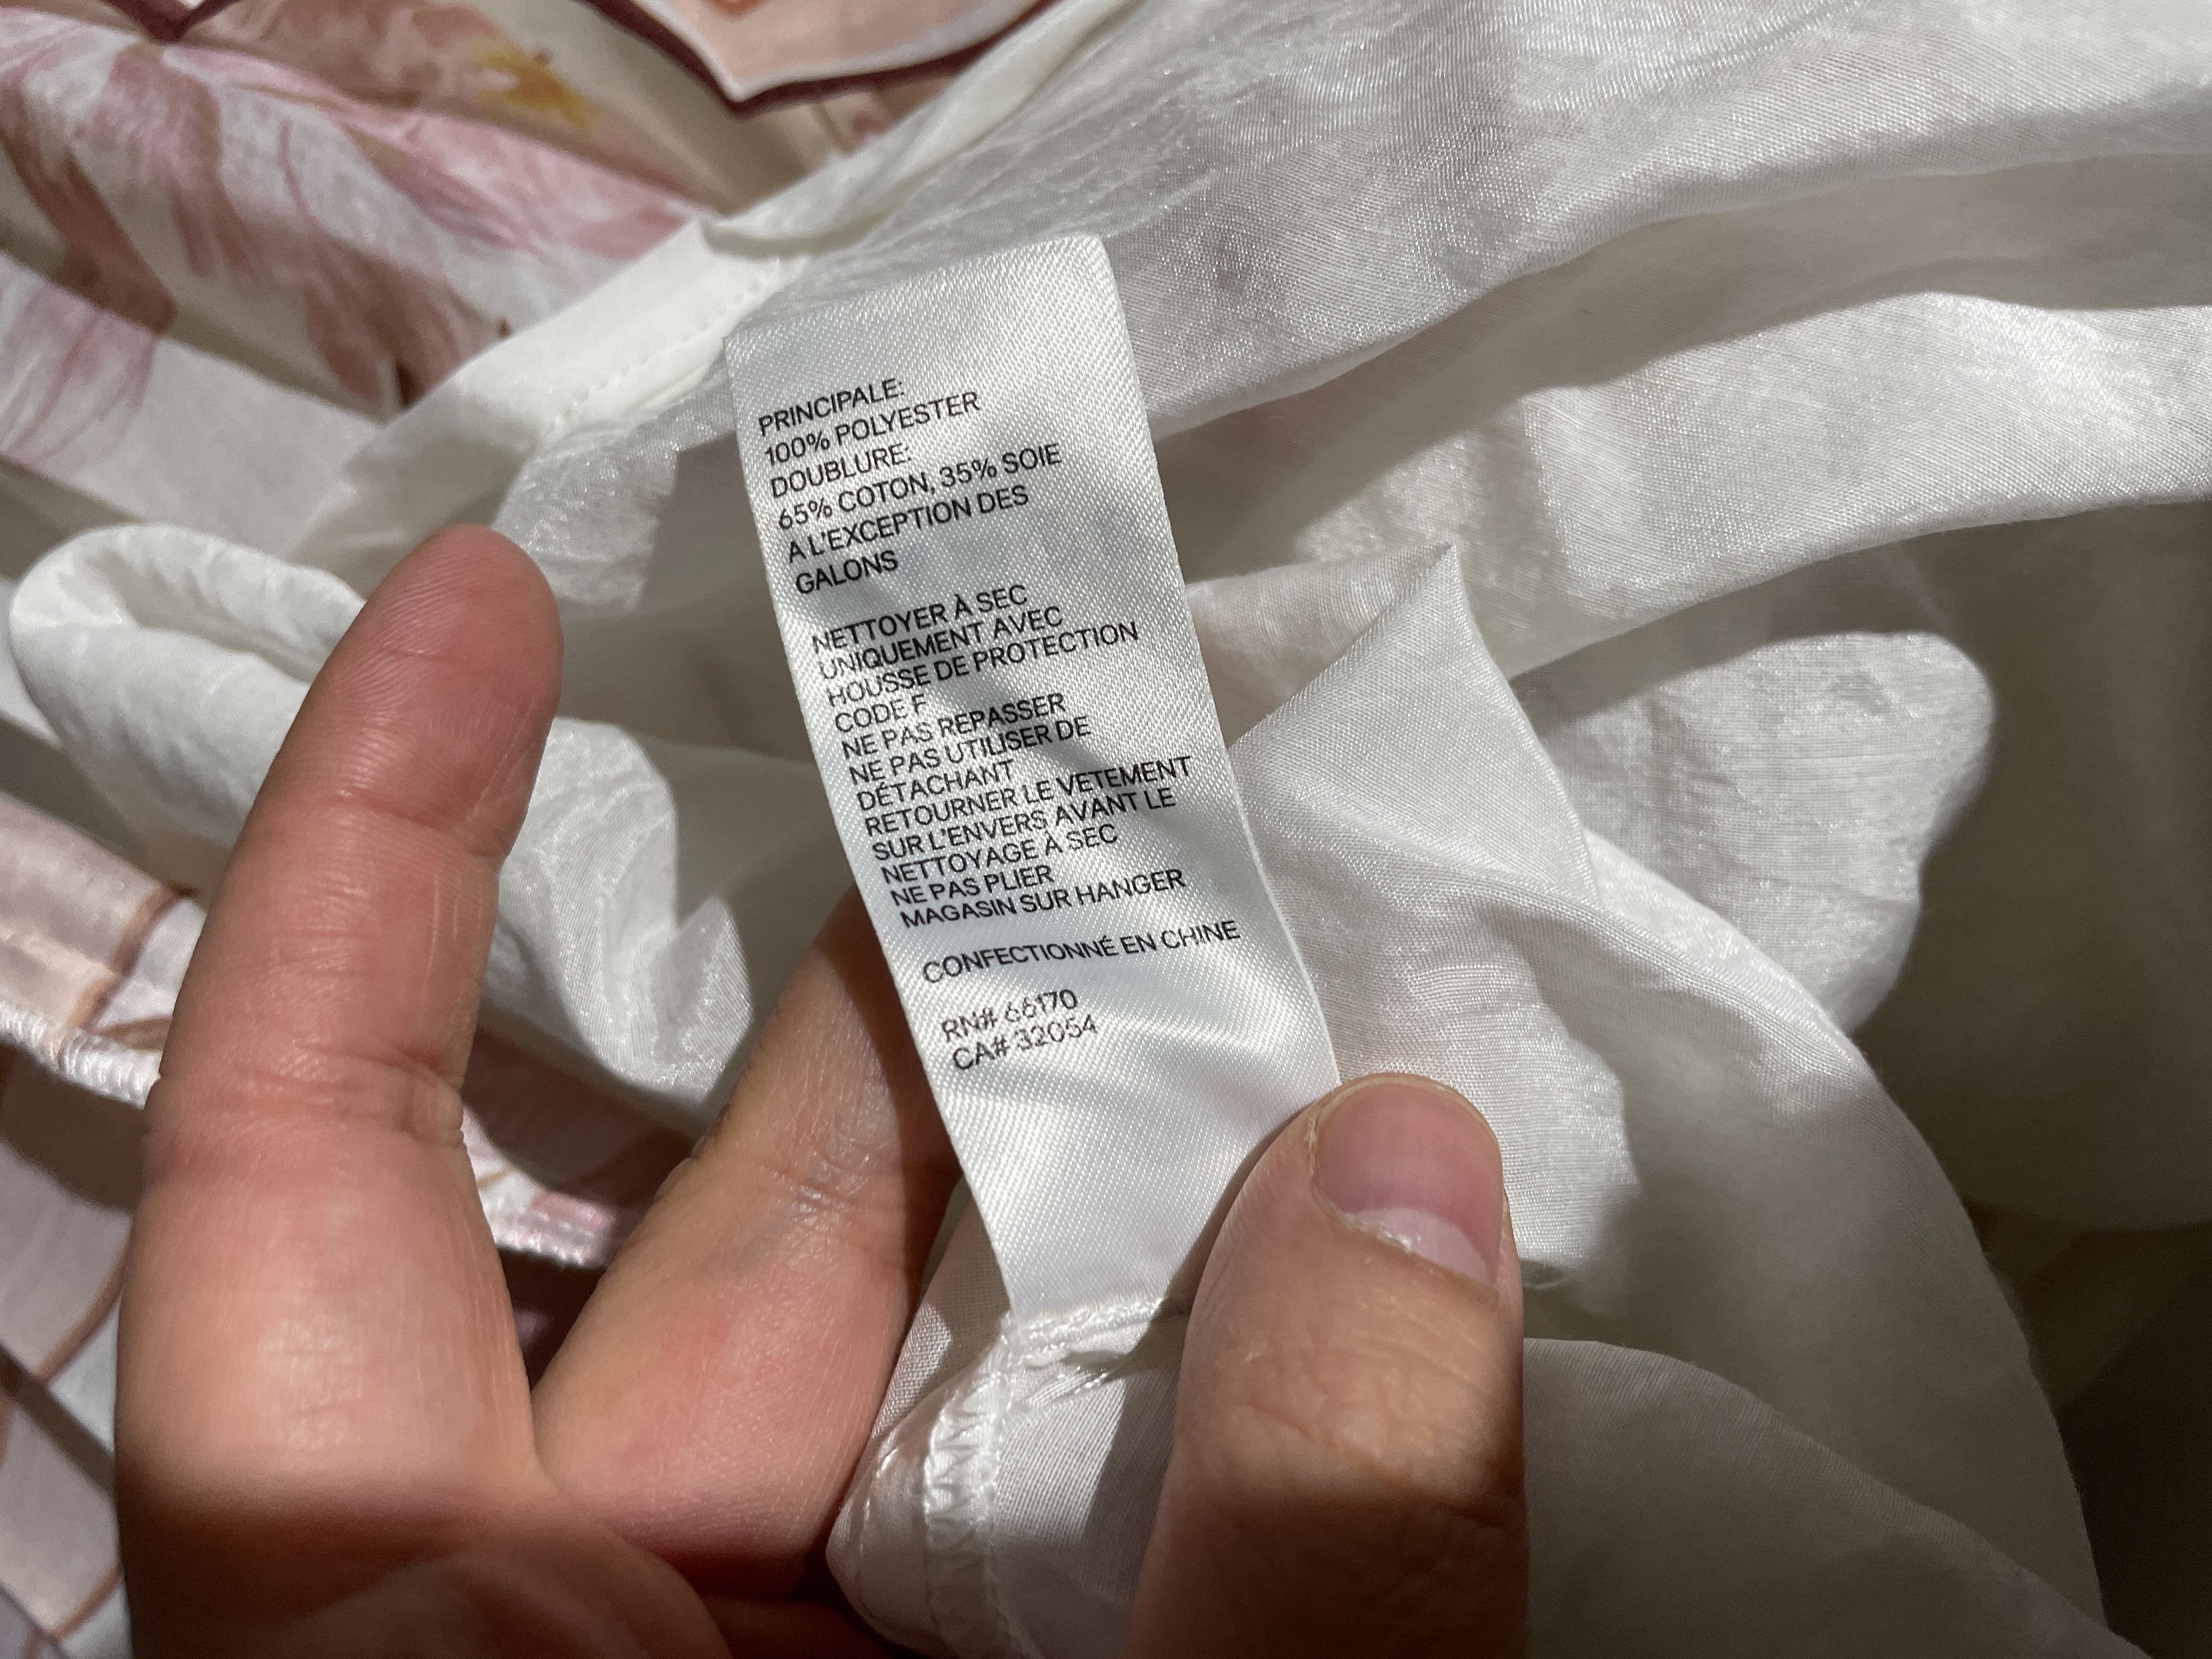 PRINCIPALE:
100% POLYESTER
DOUBLURE:
65% COTON, 35% SOIE
A L'EXCEPTION DES
GALONS
NETTOYER À SEC
UNIQUEMENT AVEC
HOUSSE DE PROTECTION
CODE F
NE PAS REPASSER
NE PAS UTILISER DE
DÉTACHANT
RETOURNER LE VETEMENT
SUR L'ENVERS AVANT LE
NETTOYAGE À SEC
NE PAS PLIER
MAGASIN SUR HANGER
CONFECTIONNÉ EN CHINE
RN# 66170
CA# 32054